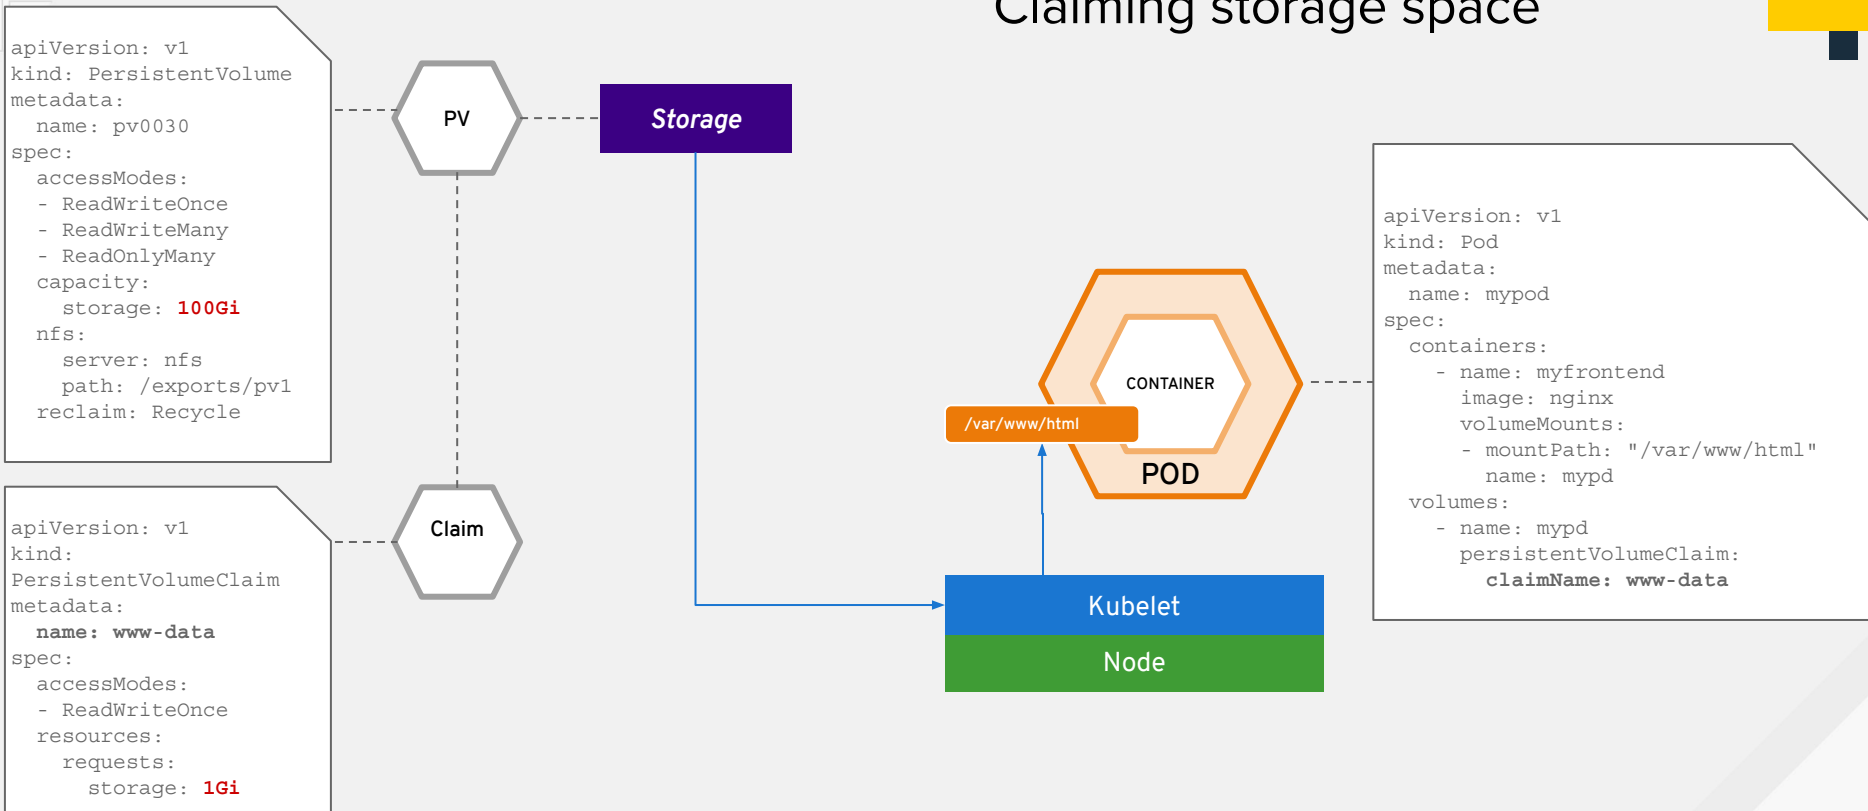 Claiming storage space
apiVersion: v1
kind: PersistentVolume
metadata:
  name: pv0030
spec:
  accessModes:
  - ReadWriteOnce
  - ReadWriteMany
  - ReadOnlyMany
  capacity:
    storage: 100Gi
  nfs:
    server: nfs
    path: /exports/pv1
  reclaim: Recycle
PV
Storage
apiVersion: v1
kind:
PersistentVolumeClaim
metadata:
  name: www-data
spec:
  accessModes:
  - ReadWriteOnce
  resources:
    requests:
      storage: 1Gi
Claim
CONTAINER
/var/www/html
POD
Kubelet
Node
apiVersion: v1
kind: Pod
metadata:
  name: mypod
spec:
  containers:
    - name: myfrontend
      image: nginx
      volumeMounts:
      - mountPath: "/var/www/html"
        name: mypd
  volumes:
    - name: mypd
      persistentVolumeClaim:
        claimName: www-data